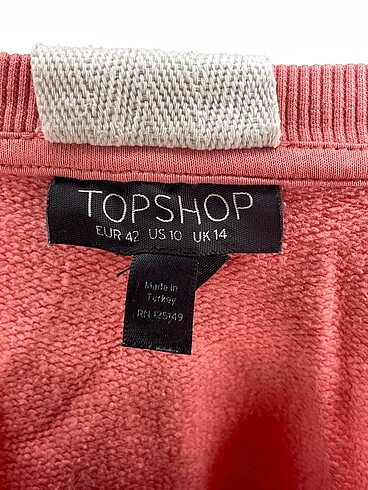 TOPSHOP
EUR 42 US 10 UK 14
Made in
Turkey
RN 125149